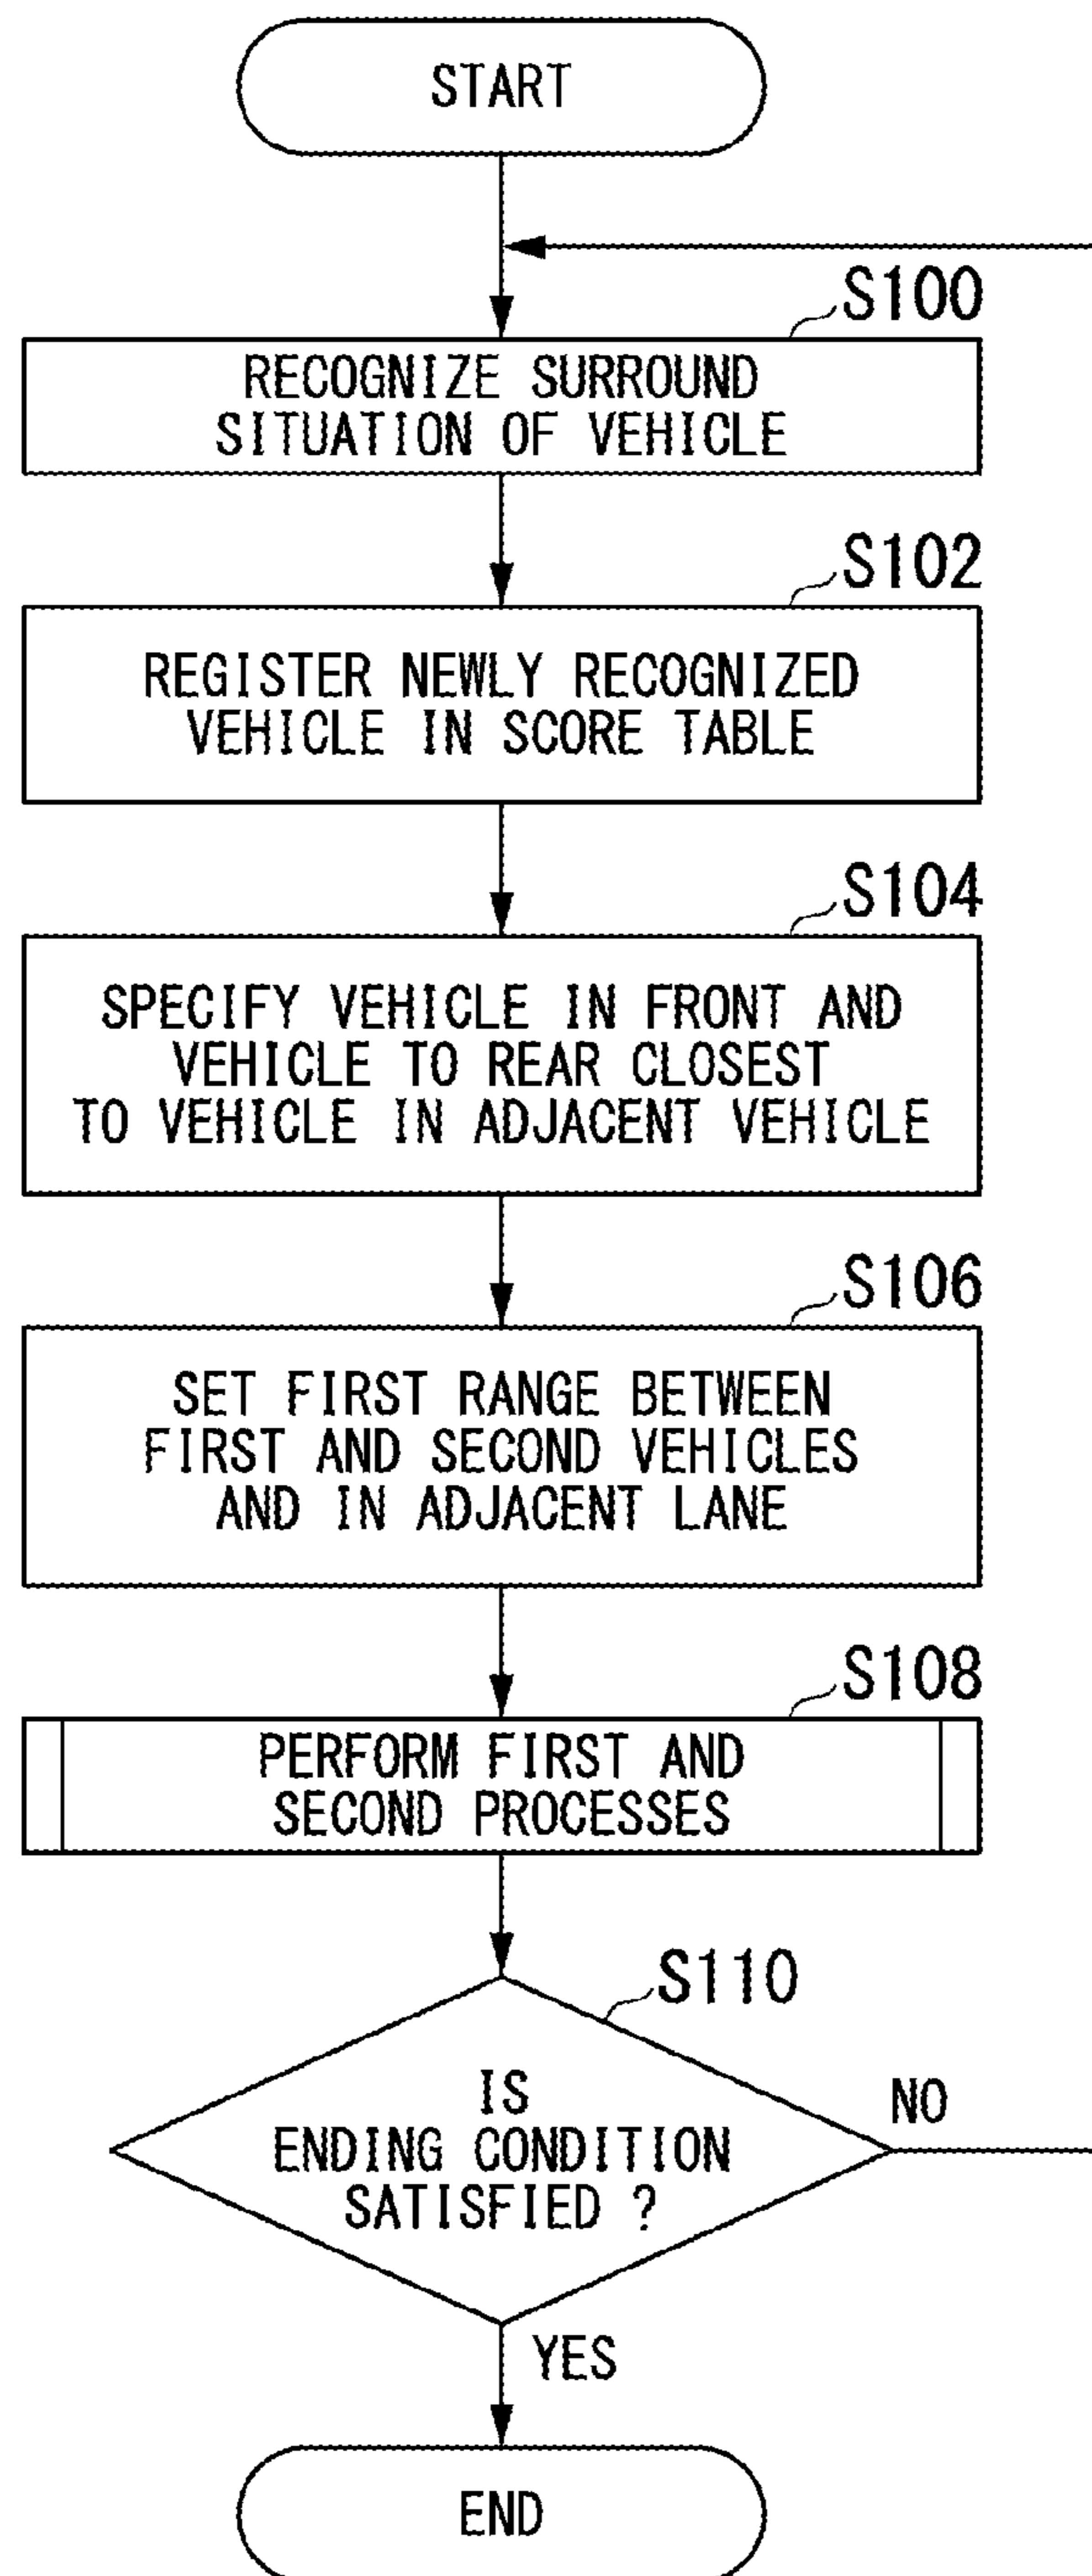 START
S100
RECOGNIZE SURROUND
SITUATION OF VEHICLE
S102
REGISTER NEWLY RECOGNIZED
VEHICLE IN SCORE TABLE
S104
SPECIFY VEHICLE IN FRONT AND
VEHICLE TO REAR CLOSEST
TO VEHICLE IN ADJACENT VEHICLE
S106
SET FIRST RANGE BETWEEN
FIRST AND SECOND VEHICLES
AND IN ADJACENT LANE
S108
PERFORM FIRST AND
SECOND PROCESSES
S110
IS
ENDING CONDITION
SATISFIED ?
NO
YES
END